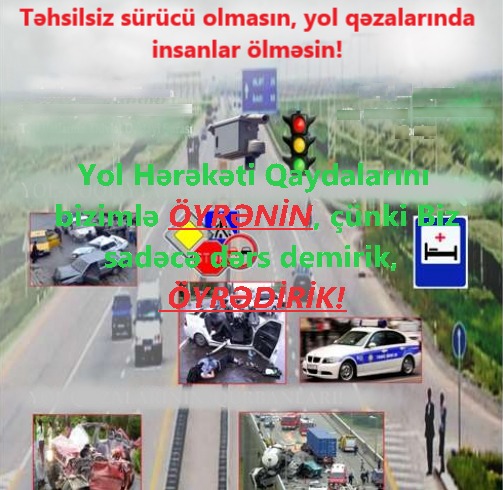 Təhsilsiz sürücü olmasın, yol qəzalarında
insanlar ölməsin!
Yol Hərəkəti Qaydalarını
bizimlə ÖYRƏNİN, çünki Biz
sadəcə dərs demirik,
ÖYRƏDİRİK!